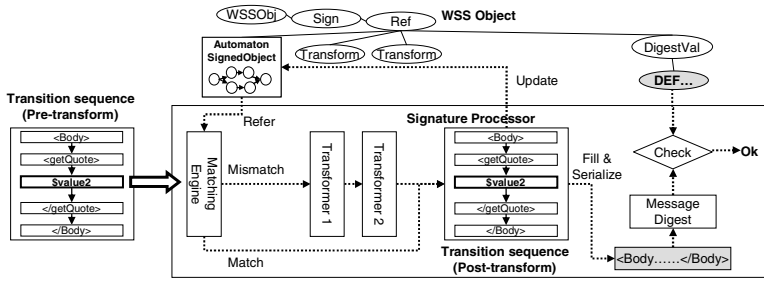 WSSObj
Sign
Ref
WSS Object
Automaton
SignedObject
Transform
Transform
DigestVal
DEF...
Update
Transition sequence
(Pre-transform)
Refer
Signature Processor
<Body>
<getQuote>
$value2
</getQuote>
</Body>
Matching
Engine
Mismatch
Match
Transformer 1
Transformer 2
<Body>
<getQuote>
$value2
</getQuote>
</Body>
Transition sequence
(Post-transform)
Fill &
Serialize
Check
Ok
Message
Digest
<Body......</Body>